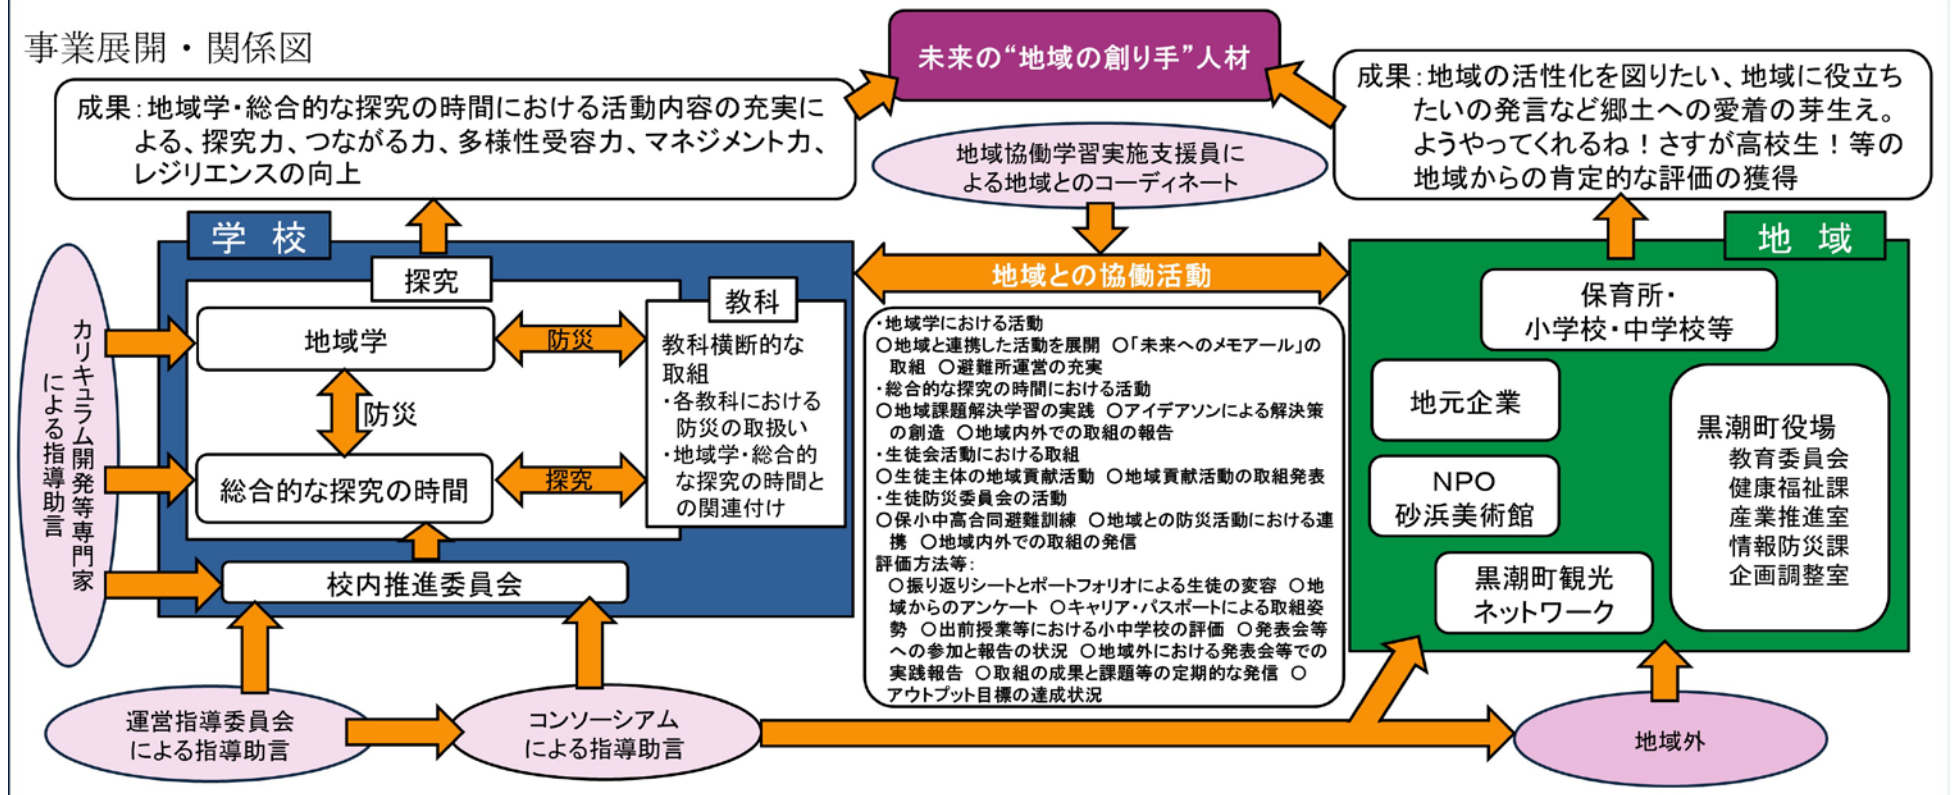 事業展開・関係図
未来の“地域の創り手”人材
成果：地域学・総合的な探究の時間における活動内容の充実に
よる、探究力、つながる力、多様性受容力、マネジメント力、
レジリエンスの向上
地域協働学習実施支援員に
よる地域とのコーディネート
成果：地域の活性化を図りたい、地域に役立ち
たいの発言など郷土への愛着の芽生え。
ようやってくれるね！さすが高校生！等の
地域からの肯定的な評価の獲得
カリキュラム開発等専門家
による指導助言
学 校
探究
地域学
防災
防災
総合的な探究の時間
探究
教科
教科横断的な
取組
・各教科における
防災の取扱い
・地域学・総合的
な探究の時間と
の関連付け
校内推進委員会
地域との協働活動
・地域学における活動
〇地域と連携した活動を展開 〇「未来へのメモアール」の
取組 〇避難所運営の充実
・総合的な探究の時間における活動
〇地域課題解決学習の実践 〇アイデアソンによる解決策
の創造 〇地域内外での取組の報告
・生徒会活動における取組
〇生徒主体の地域貢献活動 〇地域貢献活動の取組発表
・生徒防災委員会の活動
〇保小中高合同避難訓練 〇地域との防災活動における連
携 〇地域内外での取組の発信
評価方法等：
〇振り返りシートとポートフォリオによる生徒の変容 〇地
域からのアンケート 〇キャリア・パスポートによる取組姿
勢 〇出前授業等における小中学校の評価 〇発表会等
への参加と報告の状況 〇地域外における発表会等での
実践報告 〇取組の成果と課題等の定期的な発信 〇
アウトプット目標の達成状況
地 域
保育所・
小学校・中学校等
地元企業
NPO
砂浜美術館
黒潮町観光
ネットワーク
黒潮町役場
教育委員会
健康福祉課
産業推進室
情報防災課
企画調整室
運営指導委員会
による指導助言
コンソーシアム
による指導助言
地域外